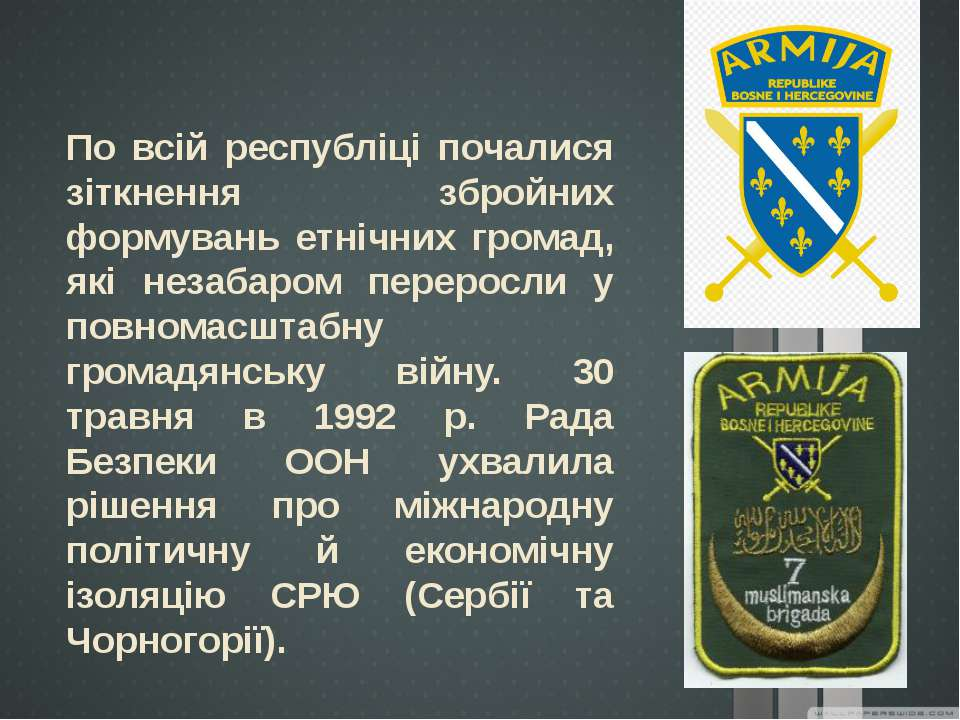 По всій республіці почалися
зіткнення збройних
формувань етнічних громад,
які незабаром переросли у
повномасштабну
громадянську війну. 30
травня в 1992 р. Рада
Безпеки ООН ухвалила
рішення про міжнародну
політичну й економічну
ізоляцію СРЮ (Сербії та
Чорногорії).
ARMIJA
REPUBLIKE
BOSNE I HERCEGOVINE
ARMIJA
REPUBLIKE
BOSNE I HERCEGOVINE
7
muslimanska
brigada
WALLPAPERSWIDE.COM